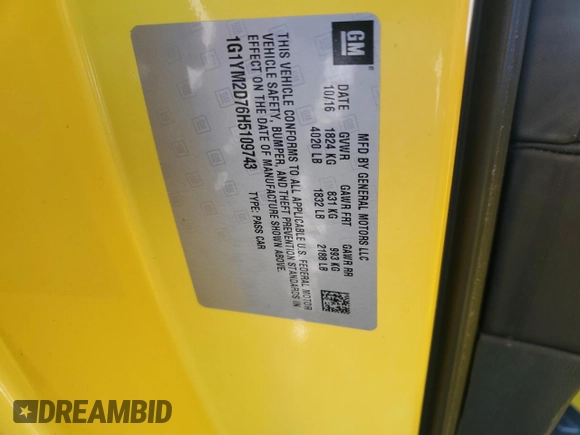 GM
MFD BY GENERAL MOTORS LLC
DATE GVWR GAWR FRT GAWR RR
10/16 1824 KG 831 KG 993 KG
4020 LB 1832 LB 2188 LB
THIS VEHICLE CONFORMS TO ALL APPLICABLE U.S. FEDERAL MOTOR
VEHICLE SAFETY, BUMPER, AND THEFT PREVENTION STANDARDS IN
EFFECT ON THE DATE OF MANUFACTURE SHOWN ABOVE.
1G1YM2D76H5109743 TYPE: PASS CAR
DREAMBID